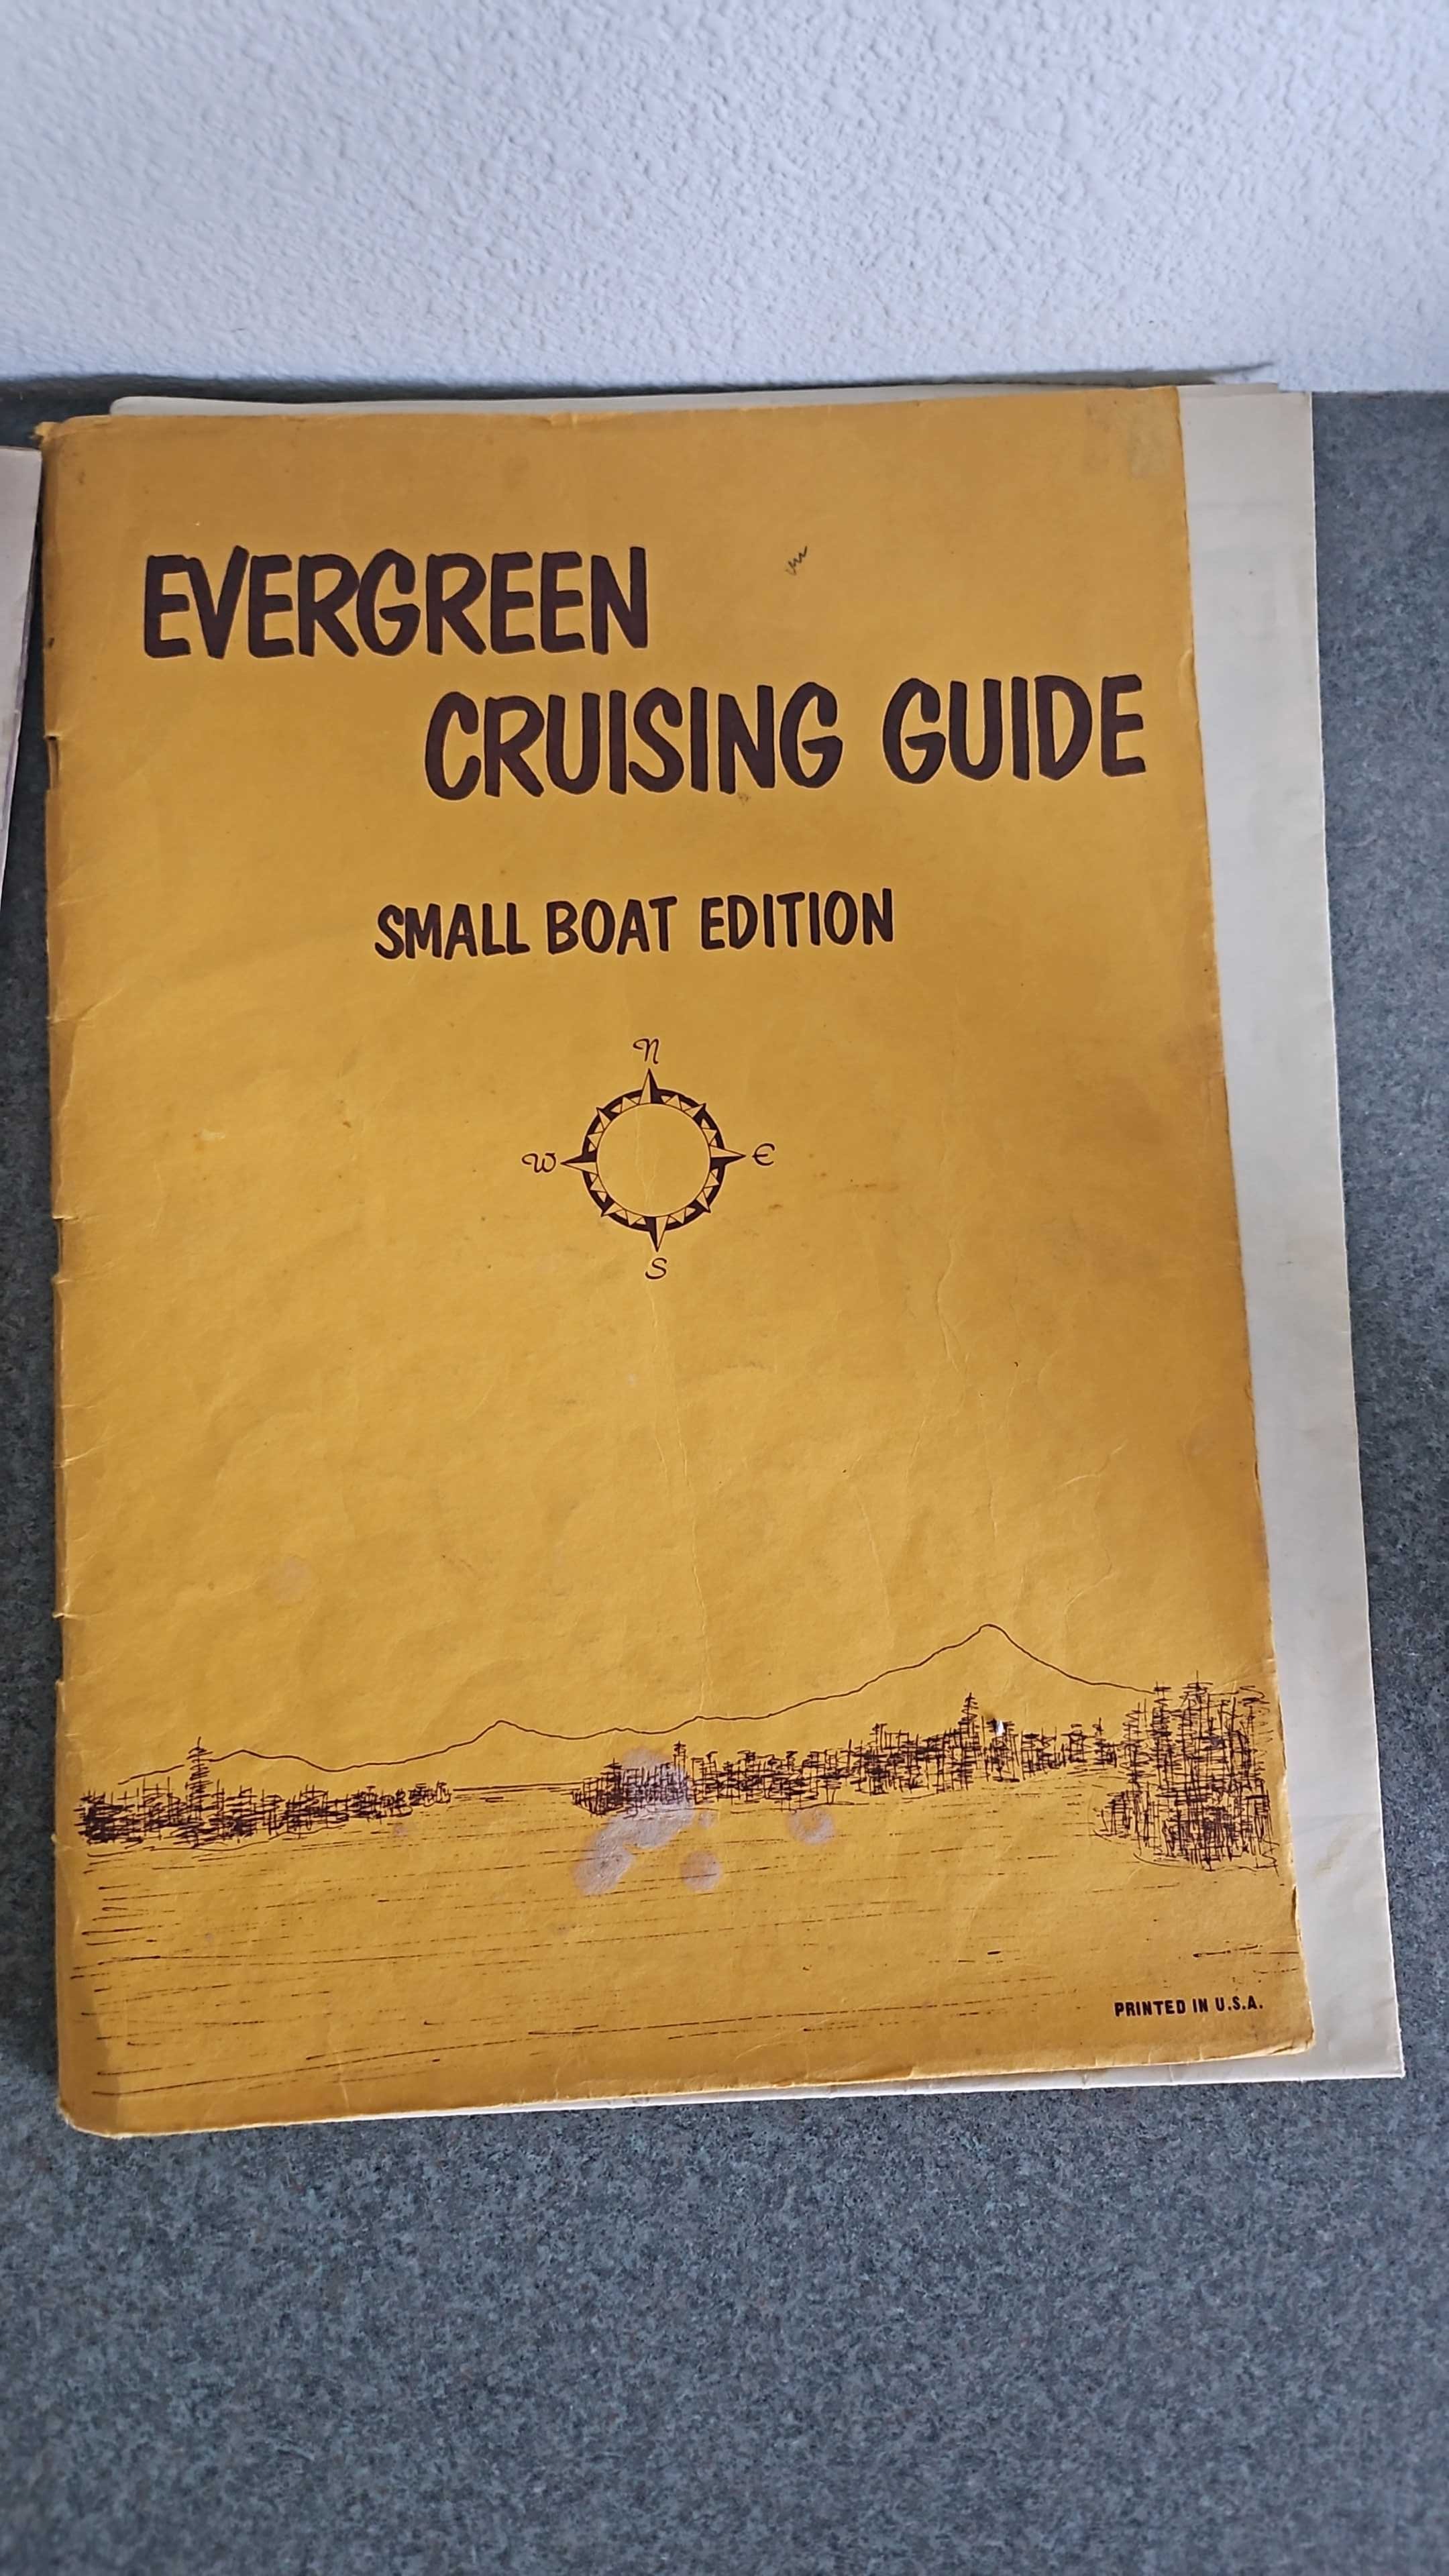 EVERGREEN
CRUISING GUIDE
SMALL BOAT EDITION
N
W E
S
PRINTED IN U.S.A.